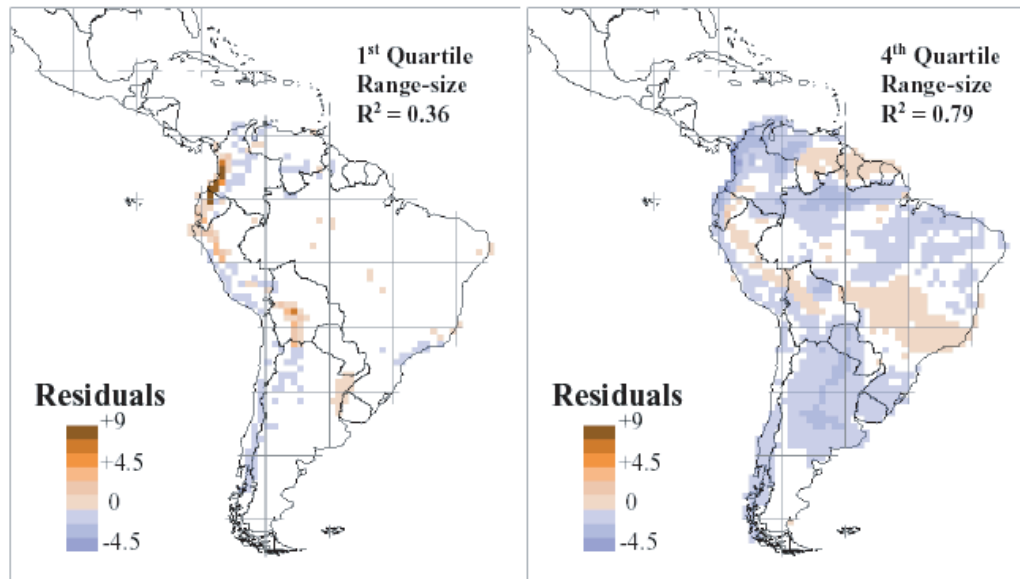 1st Quartile
Range-size
R2 = 0.36
Residuals
+9
+4.5
0
-4.5
4th Quartile
Range-size
R2 = 0.79
Residuals
+9
+4.5
0
-4.5